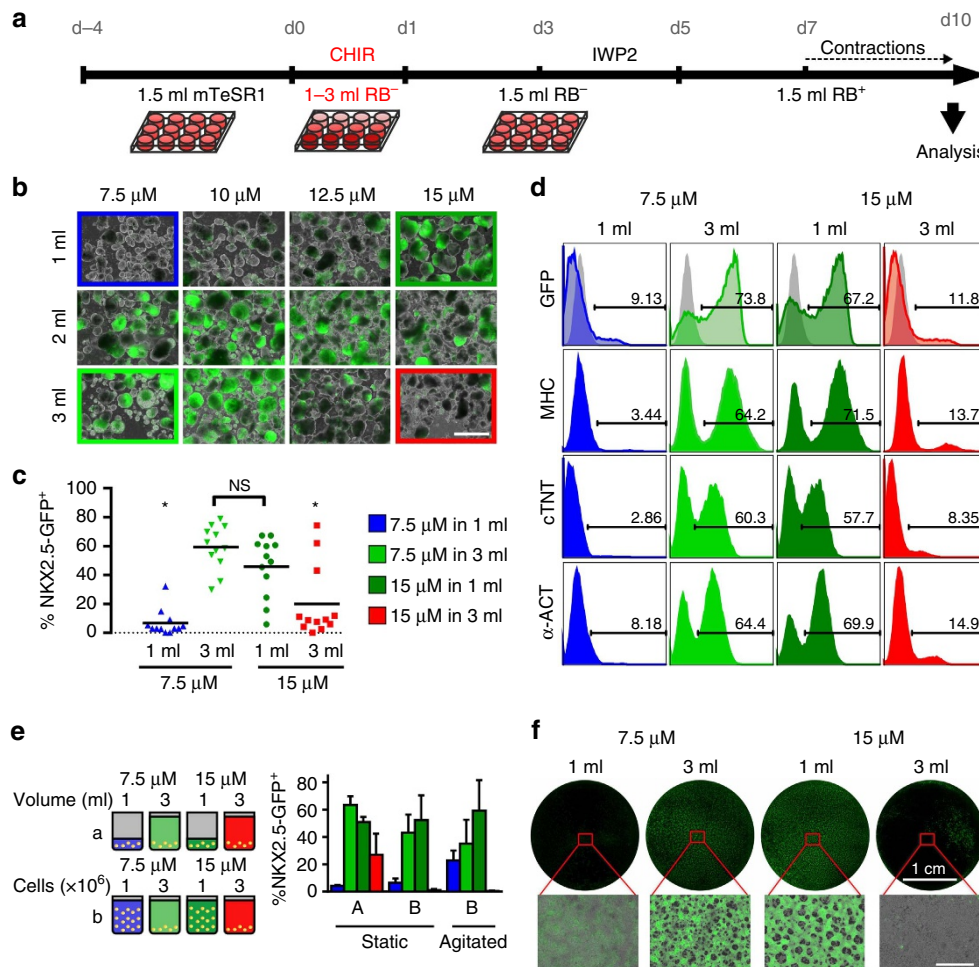 a
d–4 d0 d1 d3 d5 d7 d10
CHIR IWP2 Contractions
1.5 ml mTeSR1 1–3 ml RB⁻ 1.5 ml RB⁻ 1.5 ml RB⁺
Analysis
b
7.5 μM 10 μM 12.5 μM 15 μM
1 ml
2 ml
3 ml
c
% NKX2.5-GFP⁺
100
80
60
40
20
0
* NS *
1 ml 3 ml 1 ml 3 ml
7.5 μM 15 μM
7.5 μM in 1 ml
7.5 μM in 3 ml
15 μM in 1 ml
15 μM in 3 ml
d
7.5 μM 15 μM
1 ml 3 ml 1 ml 3 ml
GFP 9.13 73.8 67.2 11.8
MHC 3.44 64.2 71.5 13.7
cTNT 2.86 60.3 57.7 8.35
α-ACT 8.18 64.4 69.9 14.9
e
7.5 μM 15 μM
Volume (ml) 1 3 1 3
a
7.5 μM 15 μM
Cells (×10⁶) 1 3 1 3
b
%NKX2.5-GFP⁺
80
60
40
20
0
A B B
Static Agitated
f
7.5 μM 15 μM
1 ml 3 ml 1 ml 3 ml
1 cm